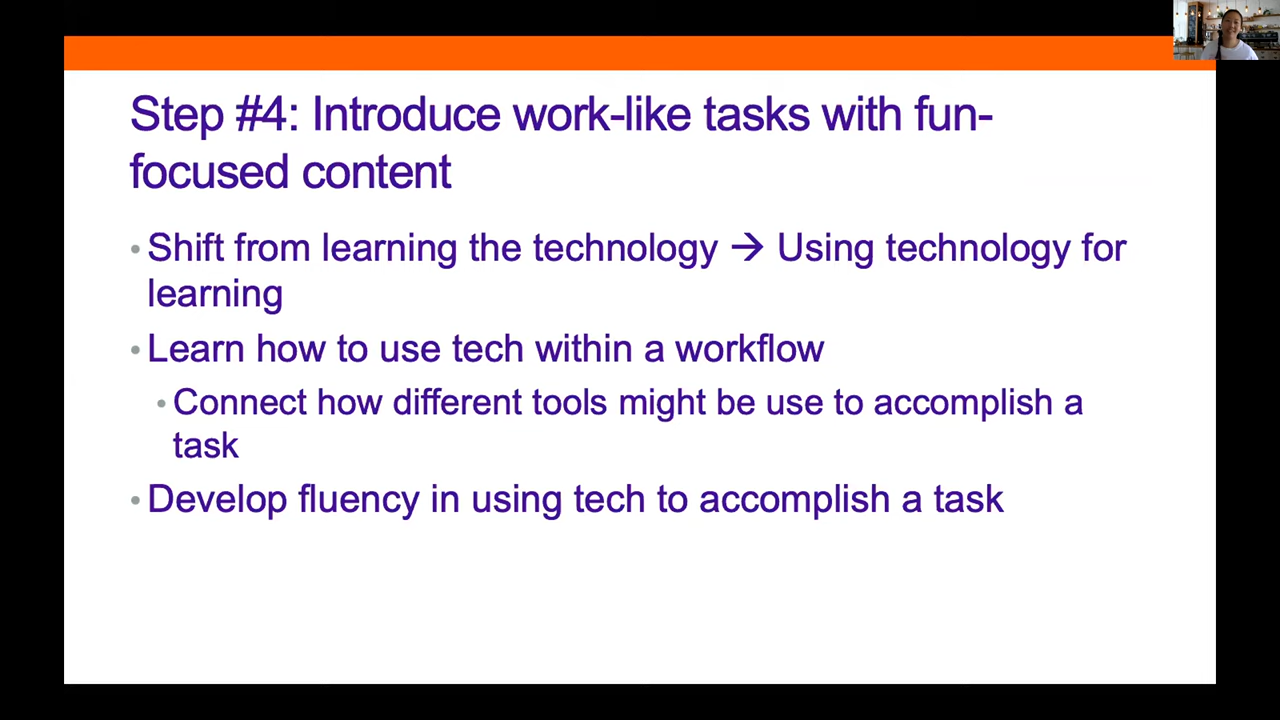 Step #4: Introduce work-like tasks with fun-
focused content
• Shift from learning the technology → Using technology for
learning
• Learn how to use tech within a workflow
• Connect how different tools might be use to accomplish a
task
• Develop fluency in using tech to accomplish a task